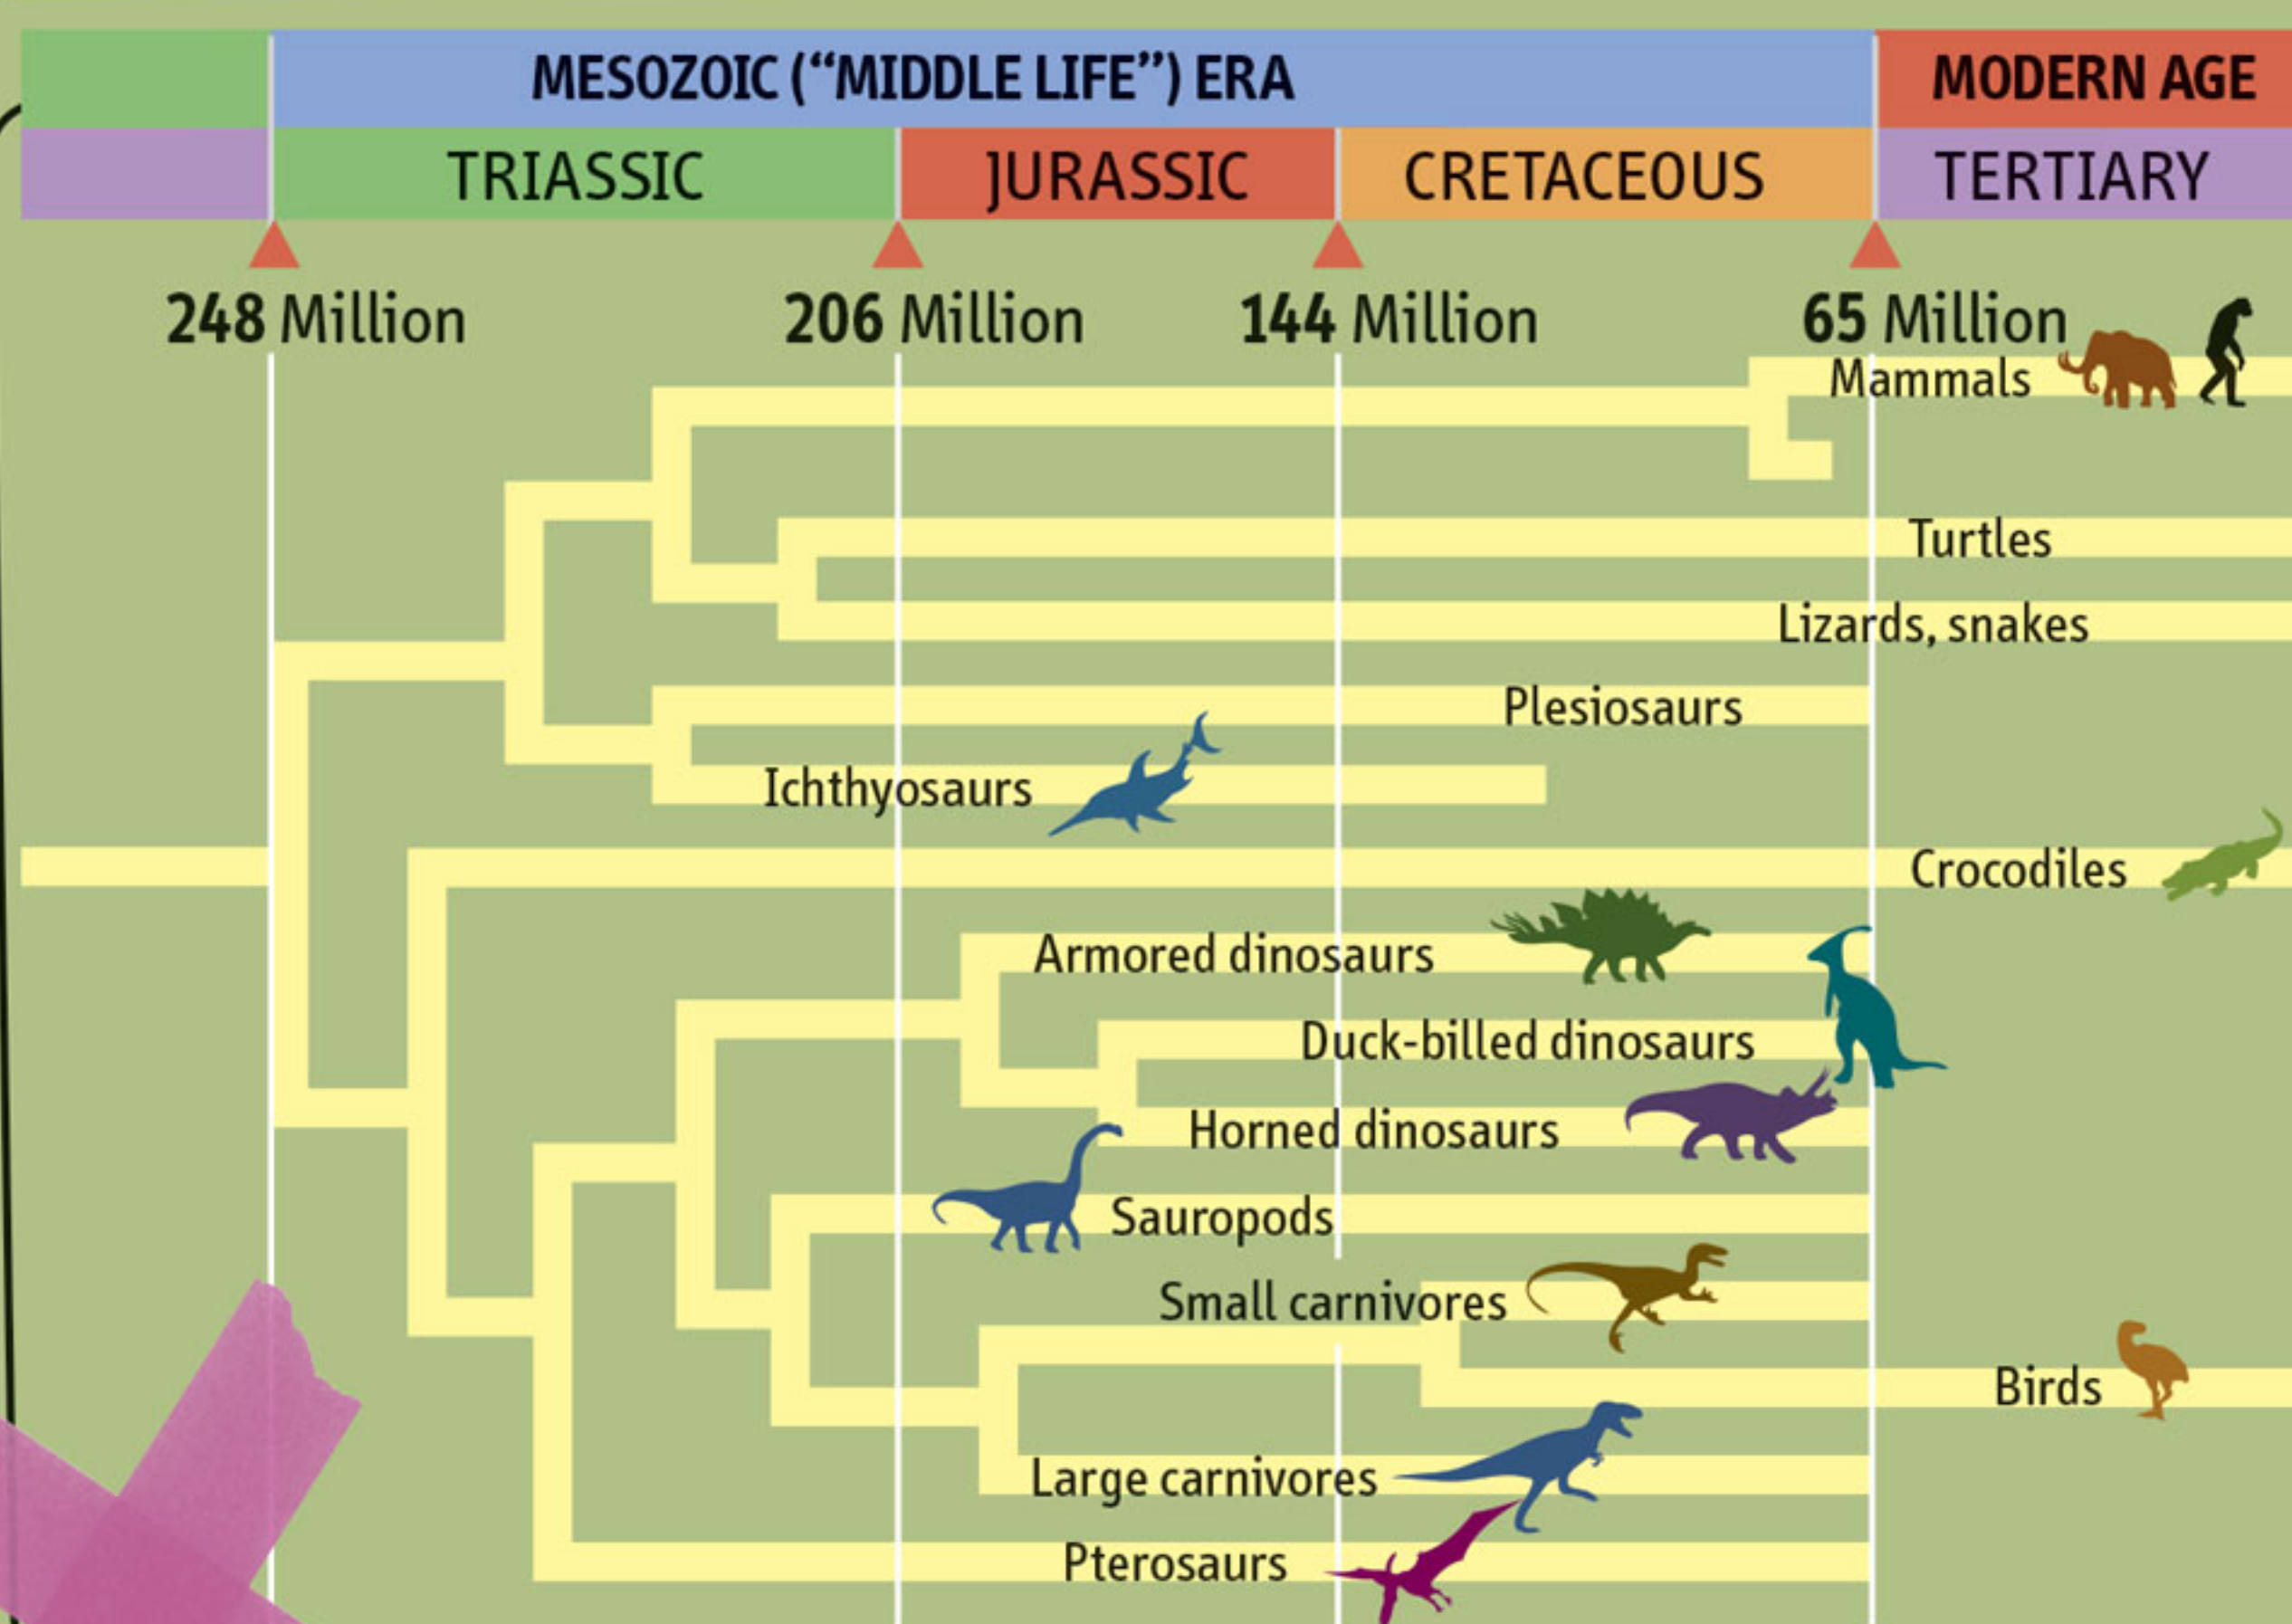 MESOZOIC (“MIDDLE LIFE”) ERA
MODERN AGE
TRIASSIC
JURASSIC
CRETACEOUS
TERTIARY
248 Million
206 Million
144 Million
65 Million
Mammals
Turtles
Lizards, snakes
Plesiosaurs
Ichthyosaurs
Crocodiles
Armored dinosaurs
Duck-billed dinosaurs
Horned dinosaurs
Sauropods
Small carnivores
Birds
Large carnivores
Pterosaurs